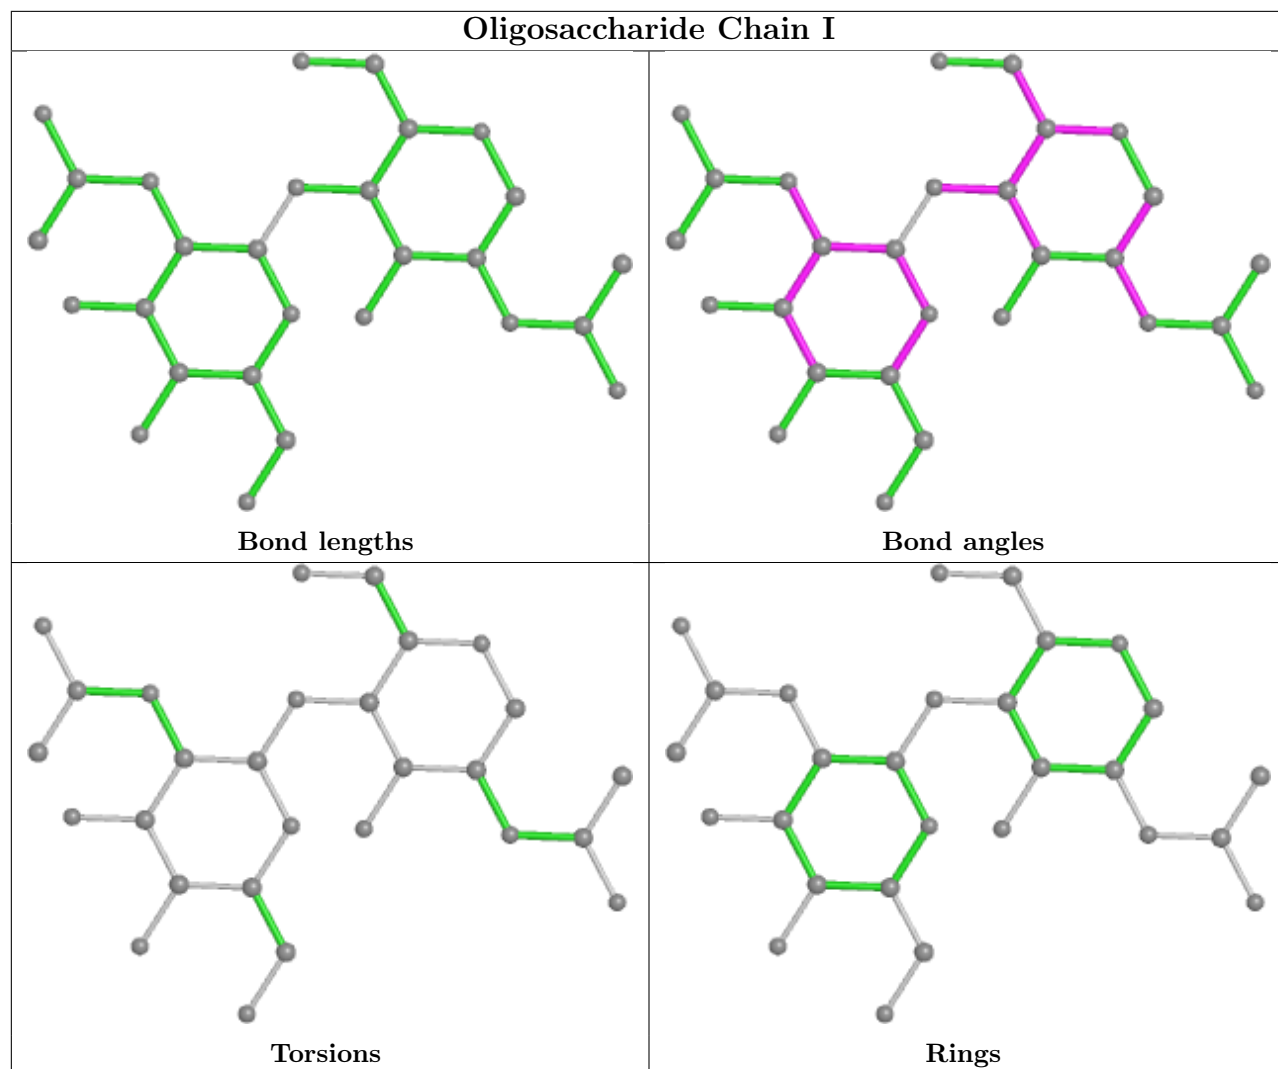 Oligosaccharide Chain I
Bond lengths
Bond angles
Torsions
Rings